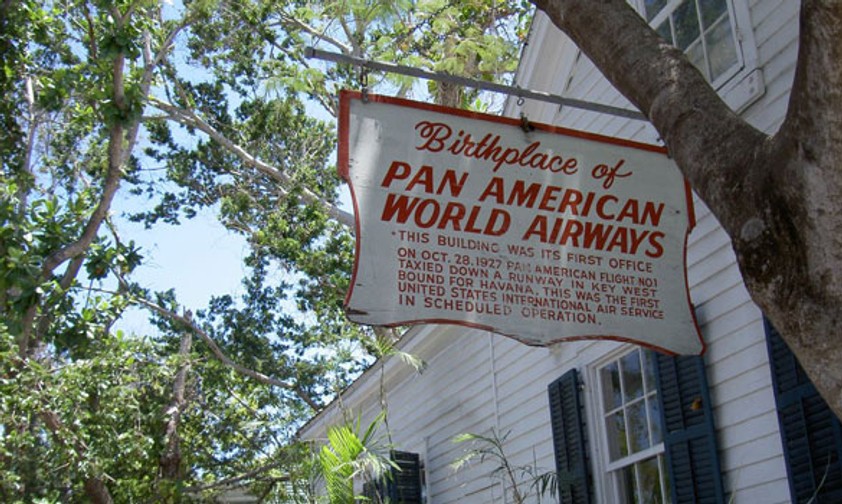 Birthplace of
PAN AMERICAN
WORLD AIRWAYS
*THIS BUILDING WAS ITS FIRST OFFICE
ON OCT. 28, 1927 PAN AMERICAN FLIGHT NO1
TAXIED DOWN A RUNWAY IN KEY WEST
BOUND FOR HAVANA. THIS WAS THE FIRST
UNITED STATES INTERNATIONAL AIR SERVICE
IN SCHEDULED OPERATION.